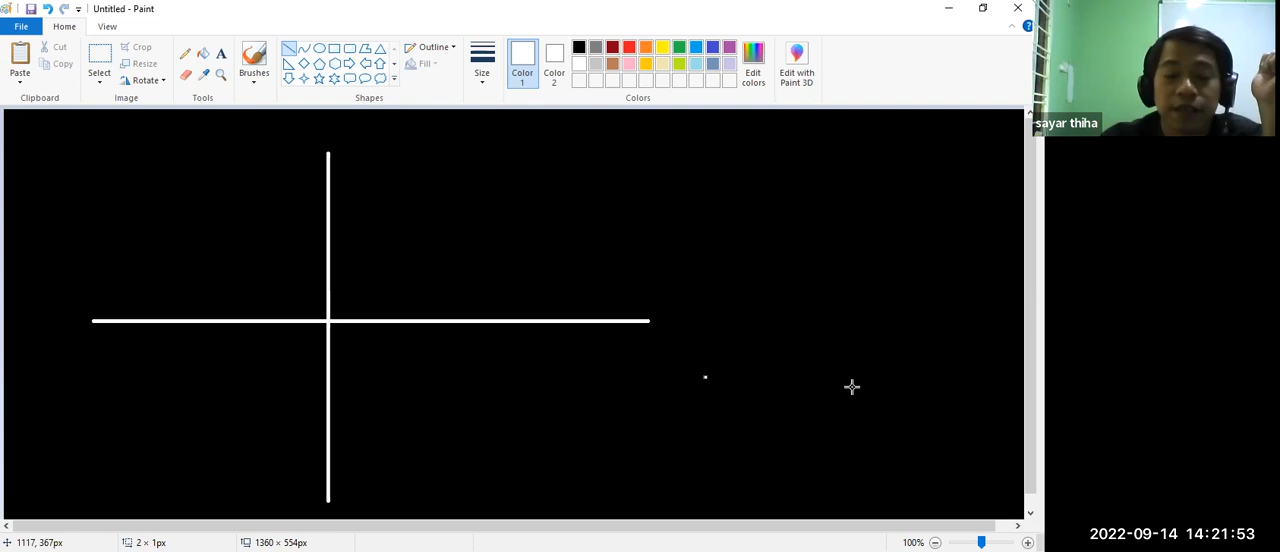 Untitled - Paint
File Home View
Paste
Cut
Copy
Clipboard
Select
Crop
Resize
Rotate
Image
A
Tools
Brushes
Outline
Fill
Shapes
Size
Color 1
Color 2
Edit colors
Colors
Edit with Paint 3D
sayar thiha
1117, 367px
2 × 1px
1360 × 554px
100%
2022-09-14 14:21:53